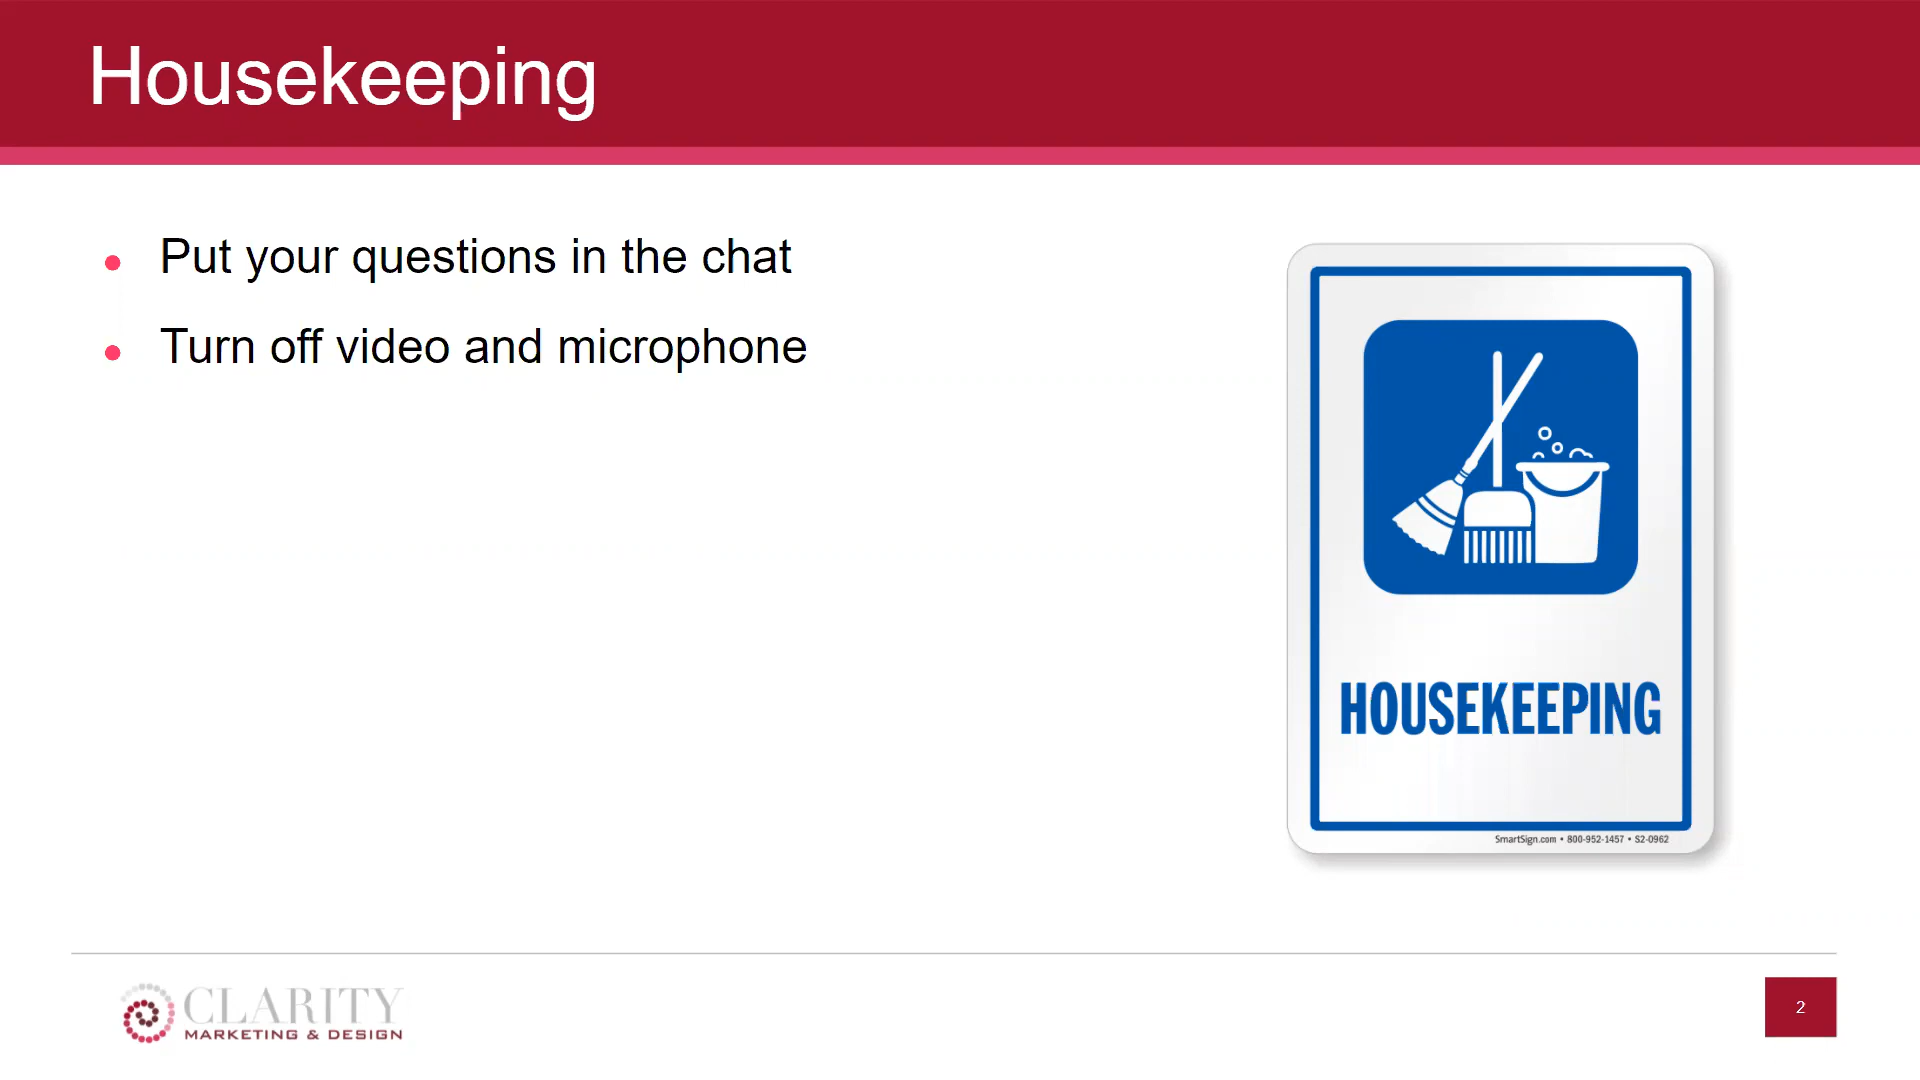 Housekeeping
Put your questions in the chat
Turn off video and microphone
HOUSEKEEPING
SmartSign.com • 800-952-1457 • S2-0962
CLARITY
MARKETING & DESIGN
2